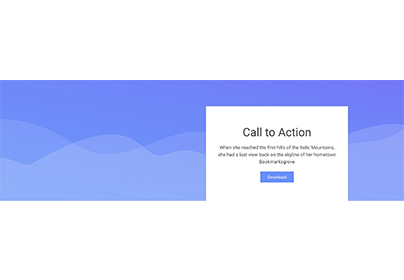 Call to Action
When she reached the first hills of the Italic Mountains,
she had a last view back on the skyline of her hometown
Bookmarksgrove
Download